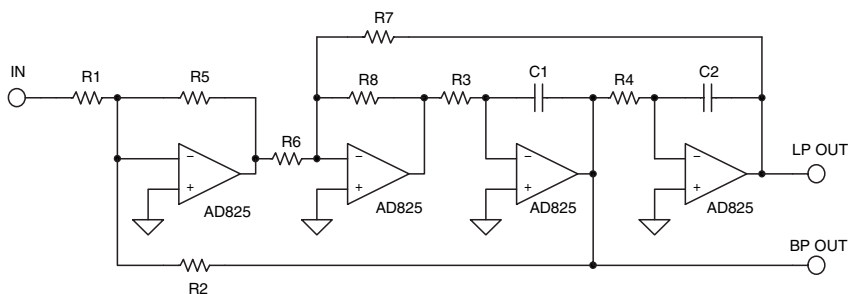 R7
IN
R1
R5
R8
R3
C1
R4
C2
R6
−
+
AD825
−
+
AD825
−
+
AD825
−
+
AD825
LP OUT
BP OUT
R2